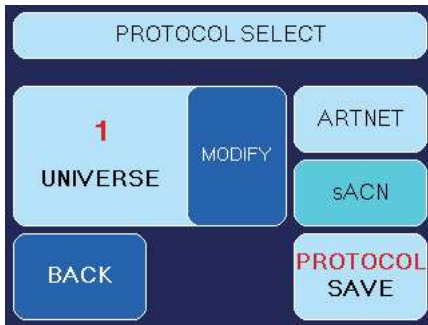 PROTOCOL SELECT
1
UNIVERSE
MODIFY
ARTNET
sACN
BACK
PROTOCOL
SAVE